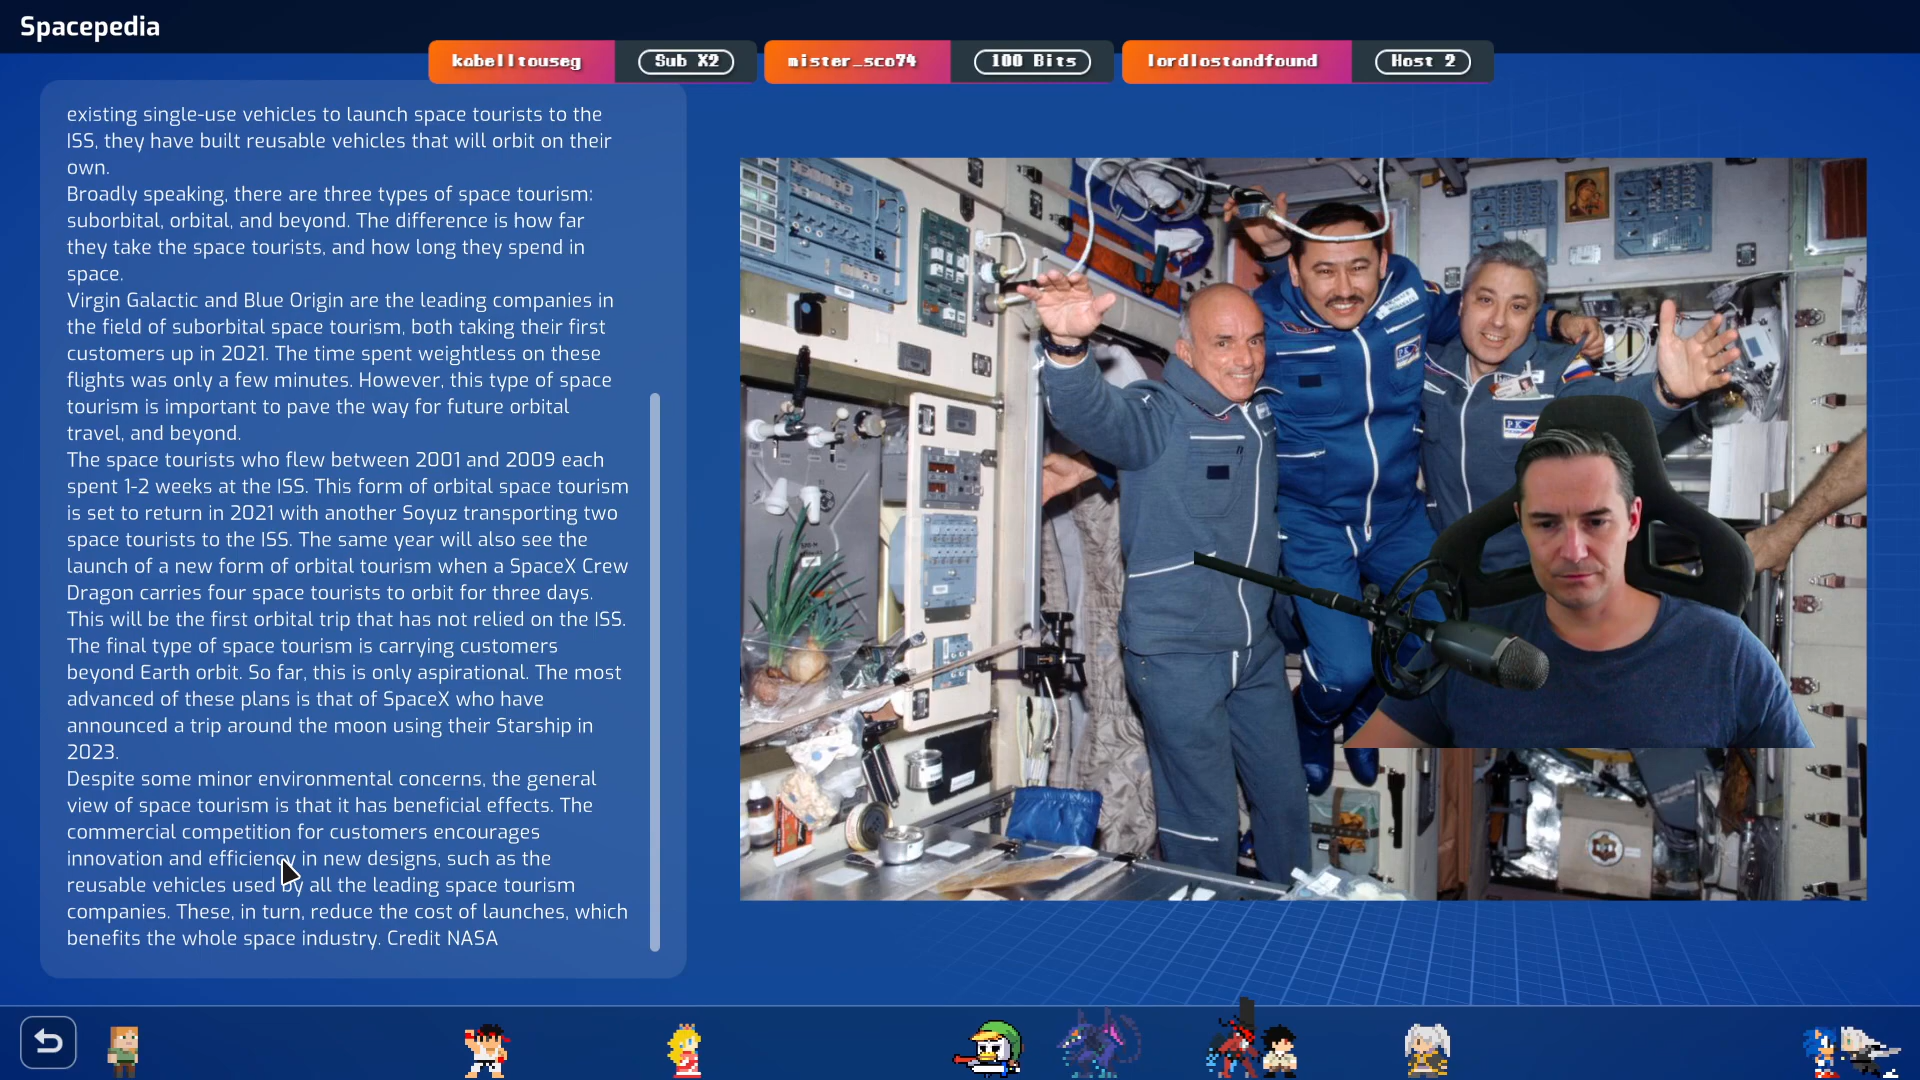 Spacepedia
kabelltouseg
Sub X2
mister_sco74
100 Bits
lordlostandfound
Host 2
existing single-use vehicles to launch space tourists to the
ISS, they have built reusable vehicles that will orbit on their
own.
Broadly speaking, there are three types of space tourism:
suborbital, orbital, and beyond. The difference is how far
they take the space tourists, and how long they spend in
space.
Virgin Galactic and Blue Origin are the leading companies in
the field of suborbital space tourism, both taking their first
customers up in 2021. The time spent weightless on these
flights was only a few minutes. However, this type of space
tourism is important to pave the way for future orbital
travel, and beyond.
The space tourists who flew between 2001 and 2009 each
spent 1-2 weeks at the ISS. This form of orbital space tourism
is set to return in 2021 with another Soyuz transporting two
space tourists to the ISS. The same year will also see the
launch of a new form of orbital tourism when a SpaceX Crew
Dragon carries four space tourists to orbit for three days.
This will be the first orbital trip that has not relied on the ISS.
The final type of space tourism is carrying customers
beyond Earth orbit. So far, this is only aspirational. The most
advanced of these plans is that of SpaceX who have
announced a trip around the moon using their Starship in
2023.
Despite some minor environmental concerns, the general
view of space tourism is that it has beneficial effects. The
commercial competition for customers encourages
innovation and efficiency in new designs, such as the
reusable vehicles used by all the leading space tourism
companies. These, in turn, reduce the cost of launches, which
benefits the whole space industry. Credit NASA